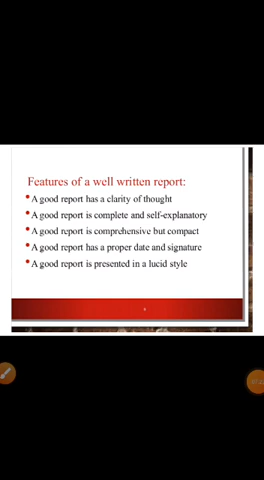 Features of a well written report:
• A good report has a clarity of thought
• A good report is complete and self-explanatory
• A good report is comprehensive but compact
• A good report has a proper date and signature
• A good report is presented in a lucid style